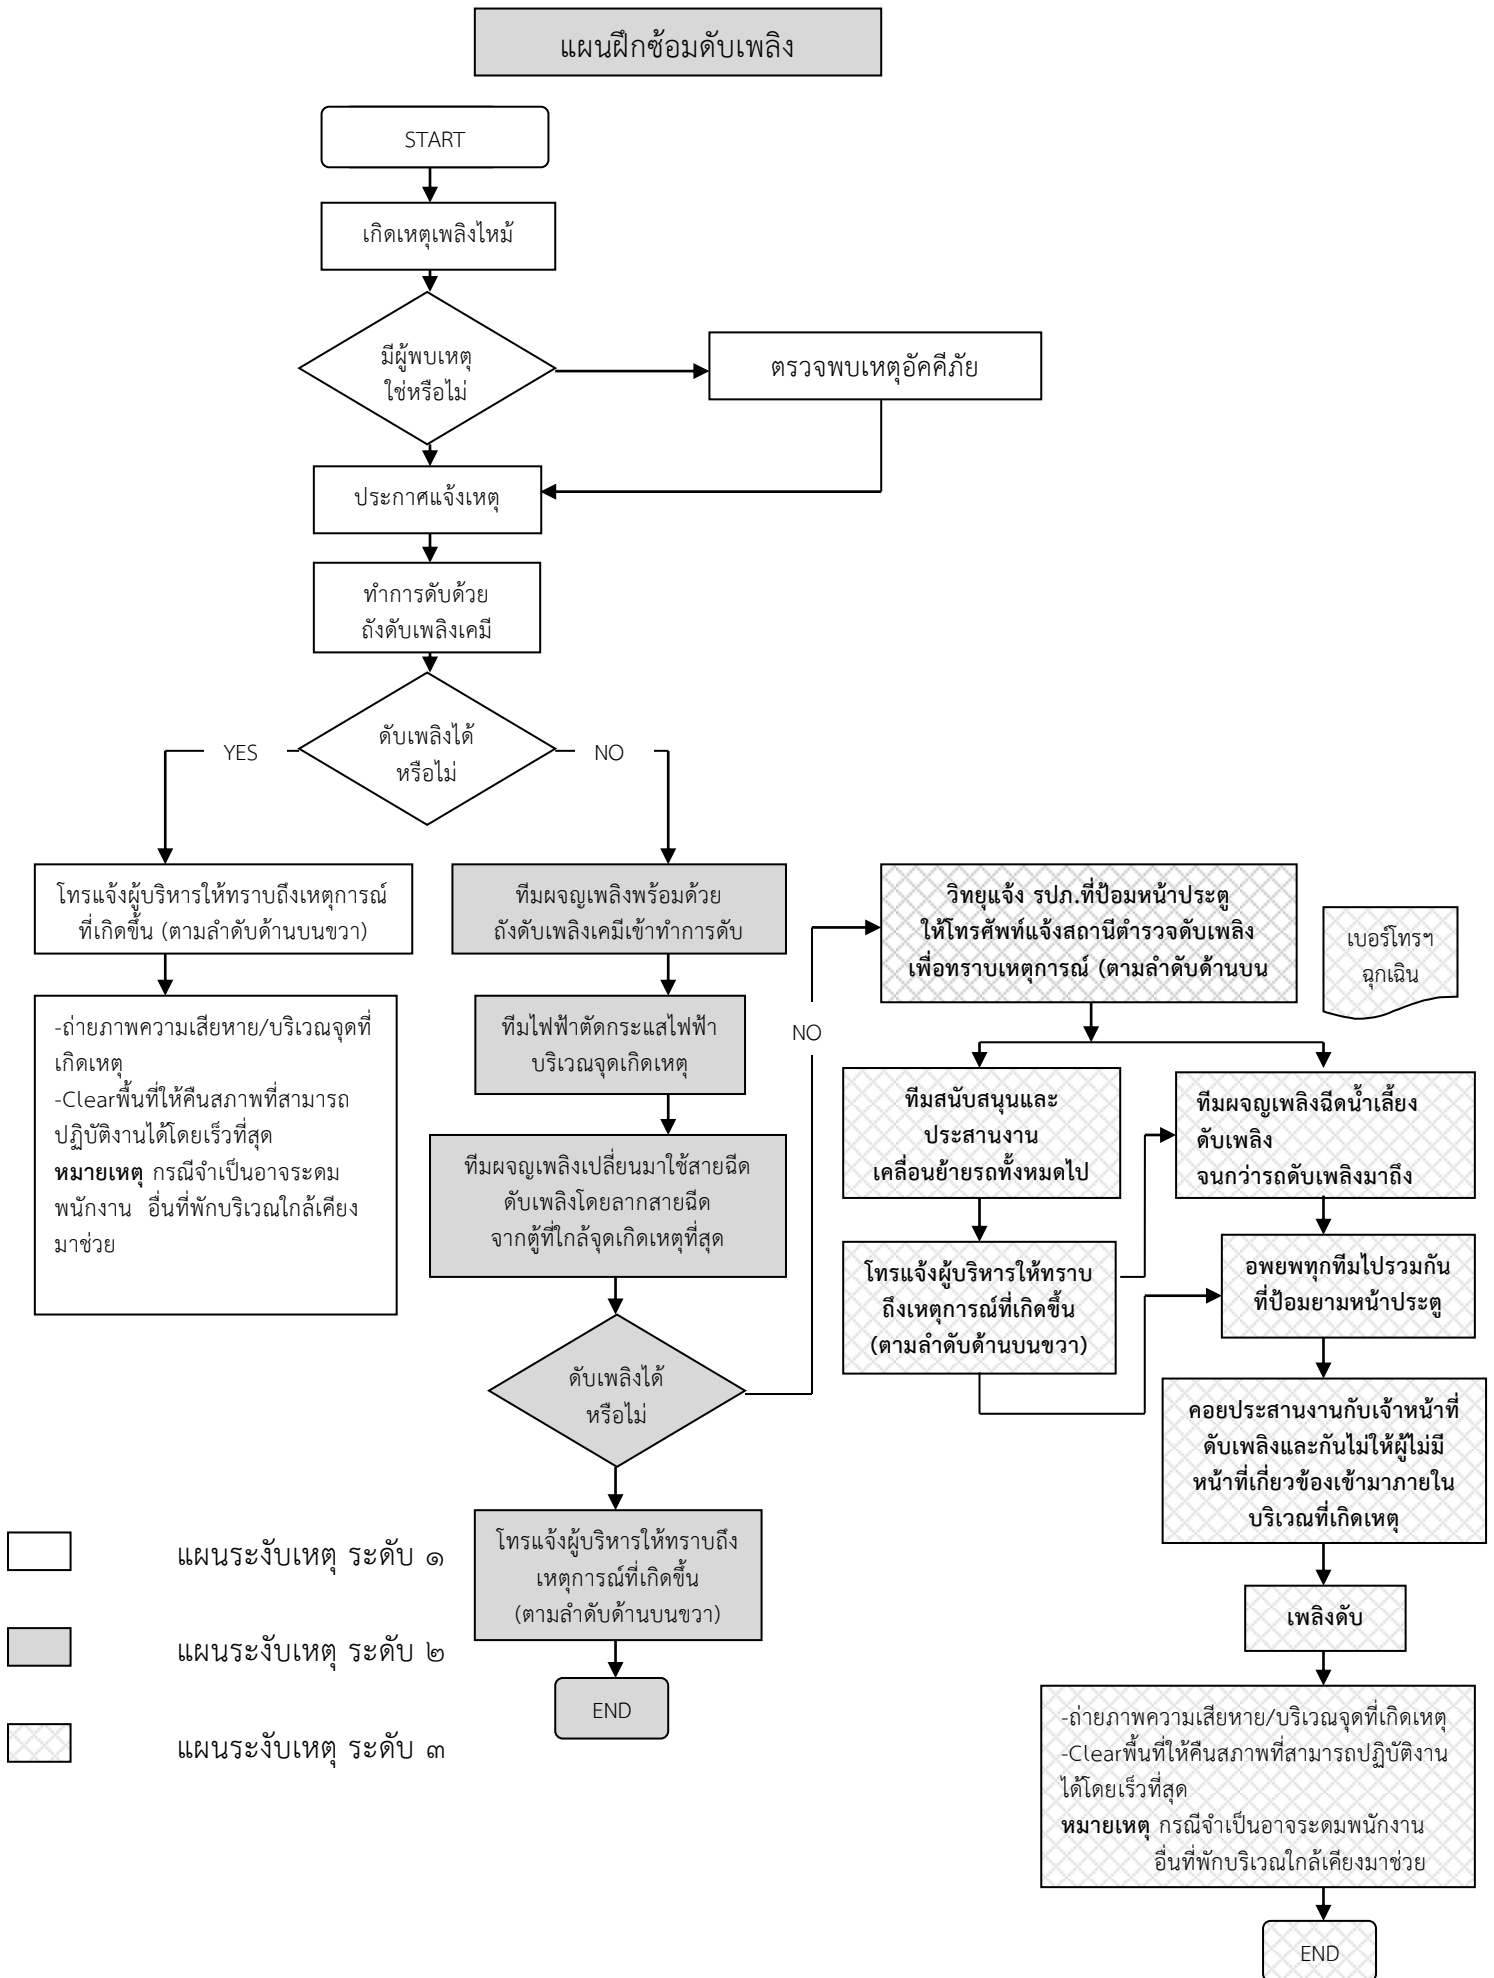 แผนฝึกซ้อมดับเพลิง
START
เกิดเหตุเพลิงไหม้
มีผู้พบเหตุ
ใช่หรือไม่
ตรวจพบเหตุอัคคีภัย
ประกาศแจ้งเหตุ
ทำการดับด้วย
ถังดับเพลิงเคมี
ดับเพลิงได้
หรือไม่
YES
NO
โทรแจ้งผู้บริหารให้ทราบถึงเหตุการณ์
ที่เกิดขึ้น (ตามลำดับด้านบนขวา)
-ถ่ายภาพความเสียหาย/บริเวณจุดที่
เกิดเหตุ
-Clearพื้นที่ให้คืนสภาพที่สามารถ
ปฏิบัติงานได้โดยเร็วที่สุด
หมายเหตุ กรณีจำเป็นอาจระดม
พนักงาน อื่นที่พักบริเวณใกล้เคียง
มาช่วย
ทีมผจญเพลิงพร้อมด้วย
ถังดับเพลิงเคมีเข้าทำการดับ
ทีมไฟฟ้าตัดกระแสไฟฟ้า
บริเวณจุดเกิดเหตุ
ทีมผจญเพลิงเปลี่ยนมาใช้สายฉีด
ดับเพลิงโดยลากสายฉีด
จากตู้ที่ใกล้จุดเกิดเหตุที่สุด
ดับเพลิงได้
หรือไม่
NO
โทรแจ้งผู้บริหารให้ทราบถึง
เหตุการณ์ที่เกิดขึ้น
(ตามลำดับด้านบนขวา)
END
วิทยุแจ้ง รปภ.ที่ป้อมหน้าประตู
ให้โทรศัพท์แจ้งสถานีตำรวจดับเพลิง
เพื่อทราบเหตุการณ์ (ตามลำดับด้านบน
เบอร์โทรฯ
ฉุกเฉิน
ทีมสนับสนุนและ
ประสานงาน
เคลื่อนย้ายรถทั้งหมดไป
โทรแจ้งผู้บริหารให้ทราบ
ถึงเหตุการณ์ที่เกิดขึ้น
(ตามลำดับด้านบนขวา)
ทีมผจญเพลิงฉีดน้ำเลี้ยง
ดับเพลิง
จนกว่ารถดับเพลิงมาถึง
อพยพทุกทีมไปรวมกัน
ที่ป้อมยามหน้าประตู
คอยประสานงานกับเจ้าหน้าที่
ดับเพลิงและกันไม่ให้ผู้ไม่มี
หน้าที่เกี่ยวข้องเข้ามาภายใน
บริเวณที่เกิดเหตุ
เพลิงดับ
-ถ่ายภาพความเสียหาย/บริเวณจุดที่เกิดเหตุ
-Clearพื้นที่ให้คืนสภาพที่สามารถปฏิบัติงาน
ได้โดยเร็วที่สุด
หมายเหตุ กรณีจำเป็นอาจระดมพนักงาน
อื่นที่พักบริเวณใกล้เคียงมาช่วย
END
แผนระงับเหตุ ระดับ ๑
แผนระงับเหตุ ระดับ ๒
แผนระงับเหตุ ระดับ ๓